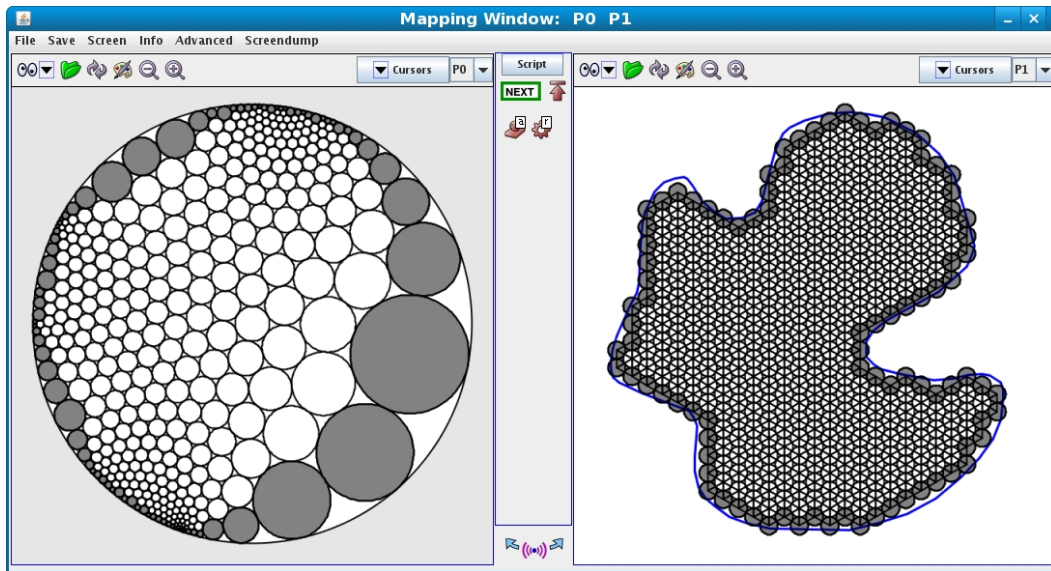 Mapping Window: P0 P1
File Save Screen Info Advanced Screendump
Cursors P0
Script
Cursors P1
NEXT
a r